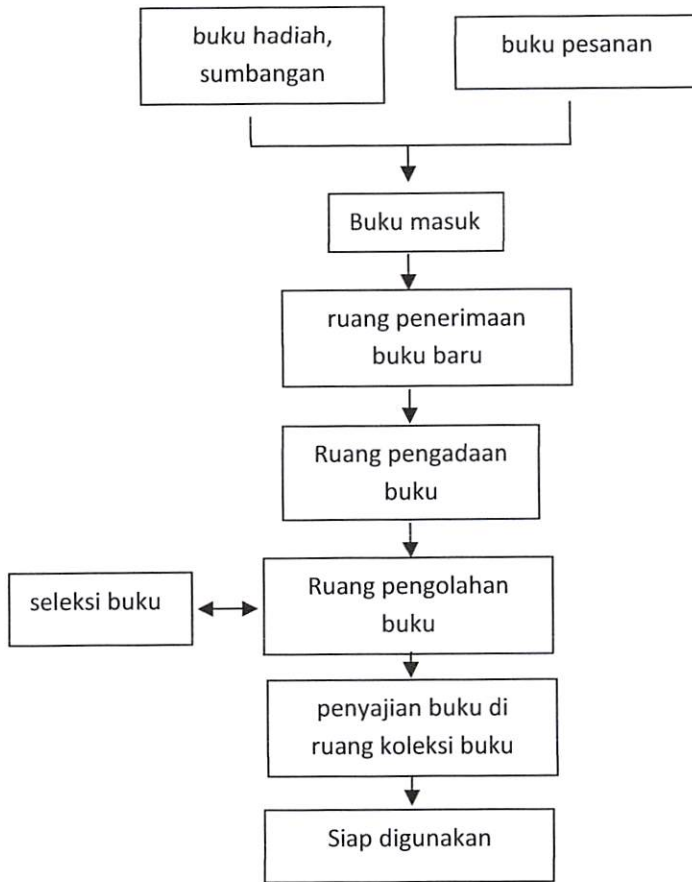 buku hadiah,
sumbangan
buku pesanan
Buku masuk
ruang penerimaan
buku baru
Ruang pengadaan
buku
seleksi buku
Ruang pengolahan
buku
penyajian buku di
ruang koleksi buku
Siap digunakan